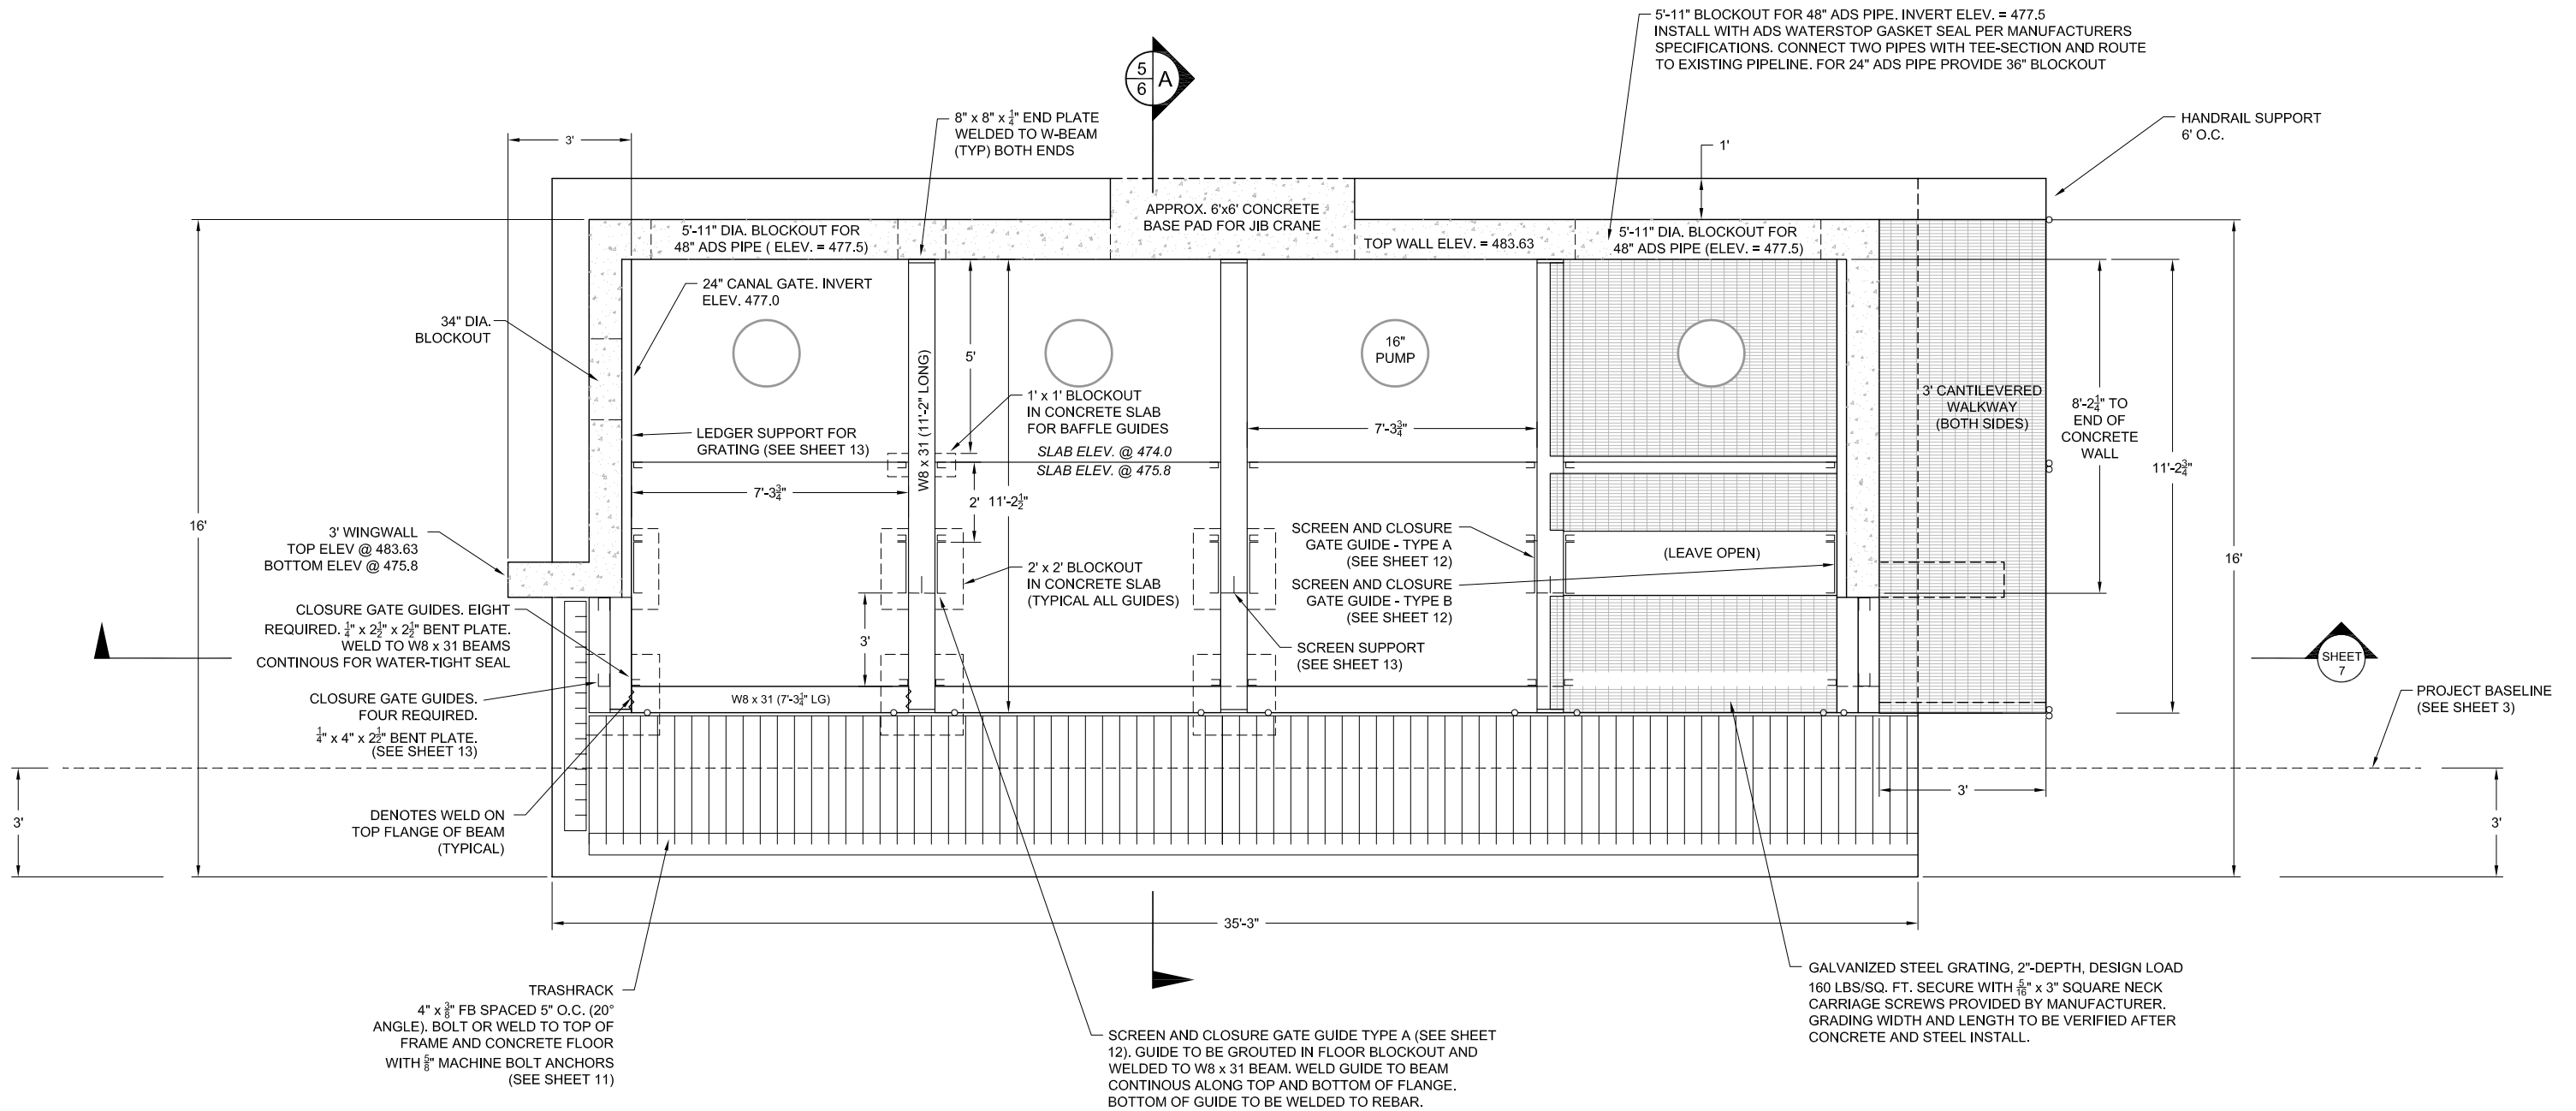 5'-11" BLOCKOUT FOR 48" ADS PIPE. INVERT ELEV. = 477.5
INSTALL WITH ADS WATERSTOP GASKET SEAL PER MANUFACTURERS
SPECIFICATIONS. CONNECT TWO PIPES WITH TEE-SECTION AND ROUTE
TO EXISTING PIPELINE. FOR 24" ADS PIPE PROVIDE 36" BLOCKOUT
5
6
A
8" x 8" x 1/4" END PLATE
WELDED TO W-BEAM
(TYP) BOTH ENDS
HANDRAIL SUPPORT
6' O.C.
3'
1'
APPROX. 6'x6' CONCRETE
BASE PAD FOR JIB CRANE
5'-11" DIA. BLOCKOUT FOR
48" ADS PIPE ( ELEV. = 477.5)
TOP WALL ELEV. = 483.63
5'-11" DIA. BLOCKOUT FOR
48" ADS PIPE (ELEV. = 477.5)
24" CANAL GATE. INVERT
ELEV. 477.0
34" DIA.
BLOCKOUT
16"
PUMP
5'
W8 x 31 (11'-2" LONG)
1' x 1' BLOCKOUT
IN CONCRETE SLAB
FOR BAFFLE GUIDES
SLAB ELEV. @ 474.0
SLAB ELEV. @ 475.8
LEDGER SUPPORT FOR
GRATING (SEE SHEET 13)
7'-3 3/4"
7'-3 3/4"
2'
11'-2 1/2"
3' CANTILEVERED
WALKWAY
(BOTH SIDES)
8'-2 1/4" TO
END OF
CONCRETE
WALL
11'-2 3/4"
16'
16'
3' WINGWALL
TOP ELEV @ 483.63
BOTTOM ELEV @ 475.8
SCREEN AND CLOSURE
GATE GUIDE - TYPE A
(SEE SHEET 12)
(LEAVE OPEN)
2' x 2' BLOCKOUT
IN CONCRETE SLAB
(TYPICAL ALL GUIDES)
SCREEN AND CLOSURE
GATE GUIDE - TYPE B
(SEE SHEET 12)
CLOSURE GATE GUIDES. EIGHT
REQUIRED. 1/4" x 2 1/2" x 2 1/2" BENT PLATE.
WELD TO W8 x 31 BEAMS
CONTINOUS FOR WATER-TIGHT SEAL
3'
SCREEN SUPPORT
(SEE SHEET 13)
SHEET
7
CLOSURE GATE GUIDES.
FOUR REQUIRED.
1/4" x 4" x 2 1/2" BENT PLATE.
(SEE SHEET 13)
W8 x 31 (7'-3 1/4" LG)
PROJECT BASELINE
(SEE SHEET 3)
3'
DENOTES WELD ON
TOP FLANGE OF BEAM
(TYPICAL)
3'
3'
35'-3"
TRASHRACK
4" x 3/8" FB SPACED 5" O.C. (20°
ANGLE). BOLT OR WELD TO TOP OF
FRAME AND CONCRETE FLOOR
WITH 5/8" MACHINE BOLT ANCHORS
(SEE SHEET 11)
SCREEN AND CLOSURE GATE GUIDE TYPE A (SEE SHEET
12). GUIDE TO BE GROUTED IN FLOOR BLOCKOUT AND
WELDED TO W8 x 31 BEAM. WELD GUIDE TO BEAM
CONTINOUS ALONG TOP AND BOTTOM OF FLANGE.
BOTTOM OF GUIDE TO BE WELDED TO REBAR.
GALVANIZED STEEL GRATING, 2"-DEPTH, DESIGN LOAD
160 LBS/SQ. FT. SECURE WITH 5/16" x 3" SQUARE NECK
CARRIAGE SCREWS PROVIDED BY MANUFACTURER.
GRADING WIDTH AND LENGTH TO BE VERIFIED AFTER
CONCRETE AND STEEL INSTALL.